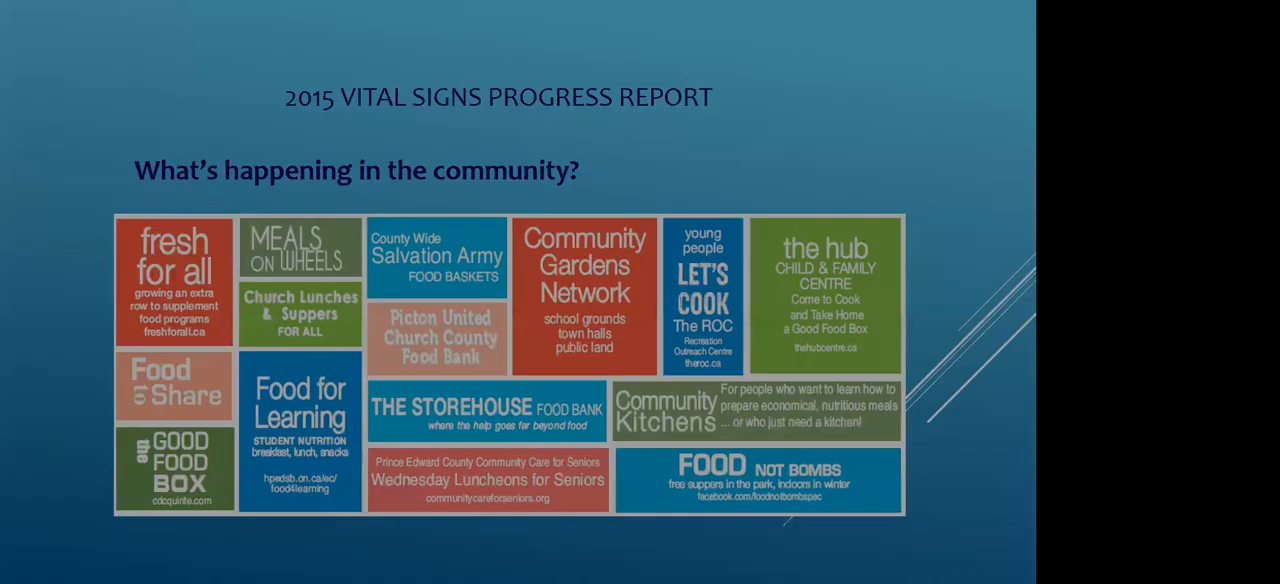 2015 VITAL SIGNS PROGRESS REPORT
What's happening in the community?
fresh
for all
growing an extra
row to supplement
food programs
freshforall.ca
MEALS
ON WHEELS
Church Lunches
& Suppers
FOR ALL
County Wide
Salvation Army
FOOD BASKETS
Picton United
Church County
Food Bank
Community
Gardens
Network
school grounds
town halls
public land
young
people
LET'S
COOK
The ROC
Recreation
Outreach Centre
theroc.ca
the hub
CHILD & FAMILY
CENTRE
Come to Cook
and Take Home
a Good Food Box
thehubcentre.ca
Food
to Share
the GOOD
FOOD
BOX
cdcquinte.com
Food for
Learning
STUDENT NUTRITION
breakfast, lunch, snacks
hpedsb.on.ca/ec/
food4learning
THE STOREHOUSE FOOD BANK
where the help goes far beyond food
Community
Kitchens
For people who want to learn how to
prepare economical, nutritious meals
... or who just need a kitchen!
Prince Edward County Community Care for Seniors
Wednesday Luncheons for Seniors
communitycareforseniors.org
FOOD NOT BOMBS
free suppers in the park, indoors in winter
facebook.com/foodnotbombspec